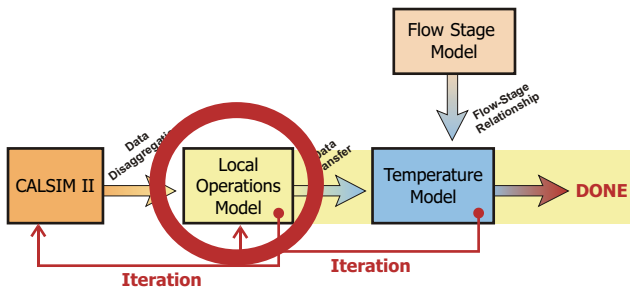 Flow Stage
Model
Flow-Stage
Relationship
Data
Disaggregation
Data
Transfer
CALSIM II
Local
Operations
Model
Temperature
Model
DONE
Iteration
Iteration